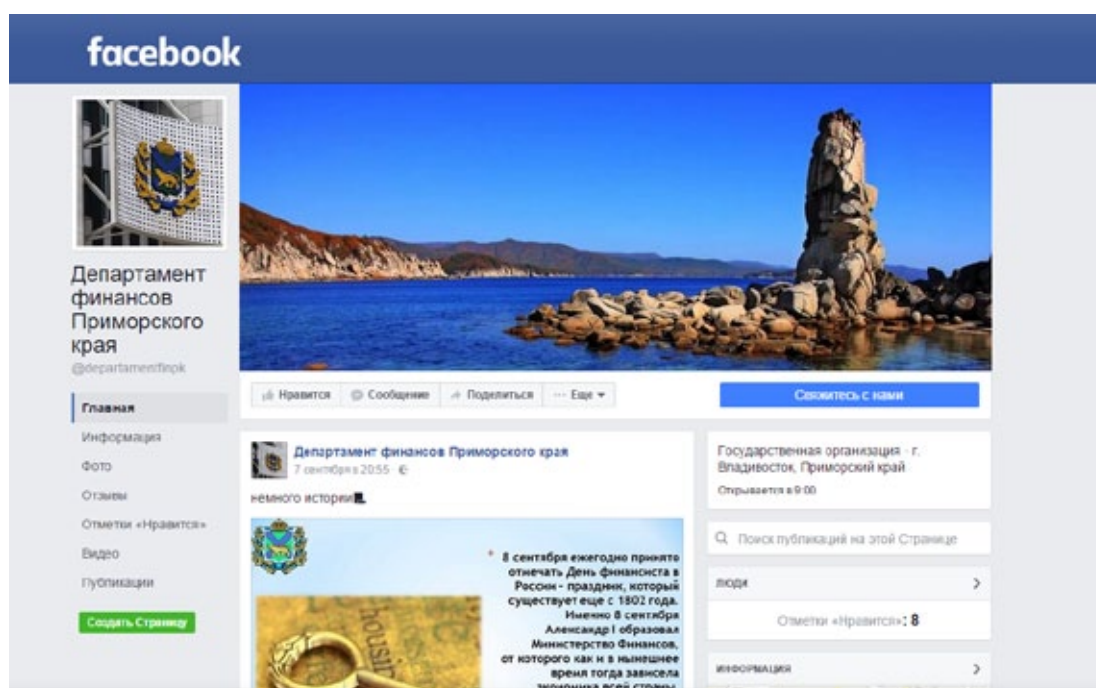 facebook
Департамент
финансов
Приморского
края
@departamentfinpk
Главная
Информация
Фото
Отзывы
Отметки «Нравится»
Видео
Публикации
Создать Страницу
Нравится
Сообщение
Поделиться
··· Еще
Свяжитесь с нами
Департамент финансов Приморского края
7 сентября в 20:55 ·
немного истории
8 сентября ежегодно принято
отмечать День финансиста в
России - праздник, который
существует еще с 1802 года.
Именно 8 сентября
Александр I образовал
Министерство Финансов,
от которого как и в нынешнее
время тогда зависела
экономика всей страны.
housin
Государственная организация · г.
Владивосток, Приморский край
Открывается в 9:00
Поиск публикаций на этой Странице
ЛЮДИ
Отметки «Нравится»: 8
ИНФОРМАЦИЯ